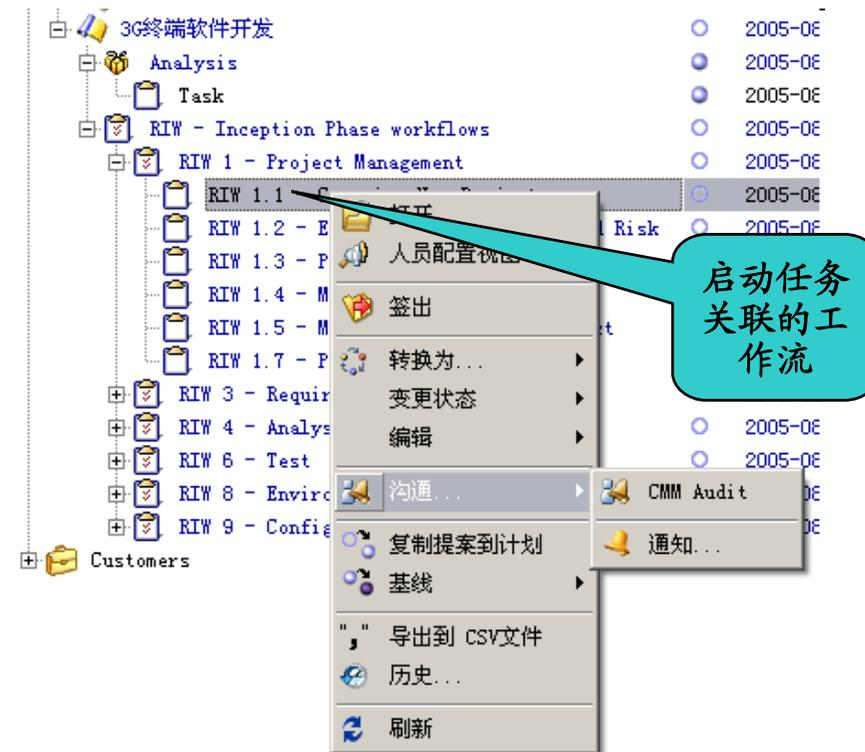 3G终端软件开发 2005-08
Analysis 2005-08
Task 2005-08
RIW - Inception Phase workflows 2005-08
RIW 1 - Project Management 2005-08
RIW 1.1 - 2005-08
RIW 1.2 - E l Risk 2005-08
RIW 1.3 - P
RIW 1.4 - M
RIW 1.5 - M t
RIW 1.7 - P
RIW 3 - Requir
RIW 4 - Analys 2005-08
RIW 6 - Test 2005-08
RIW 8 - Enviro 08
RIW 9 - Config 08
Customers
打开
人员配置视图
签出
转换为...
变更状态
编辑
沟通...
复制提案到计划
基线
导出到 CSV文件
历史...
刷新
CMM Audit
通知...
启动任务
关联的工
作流